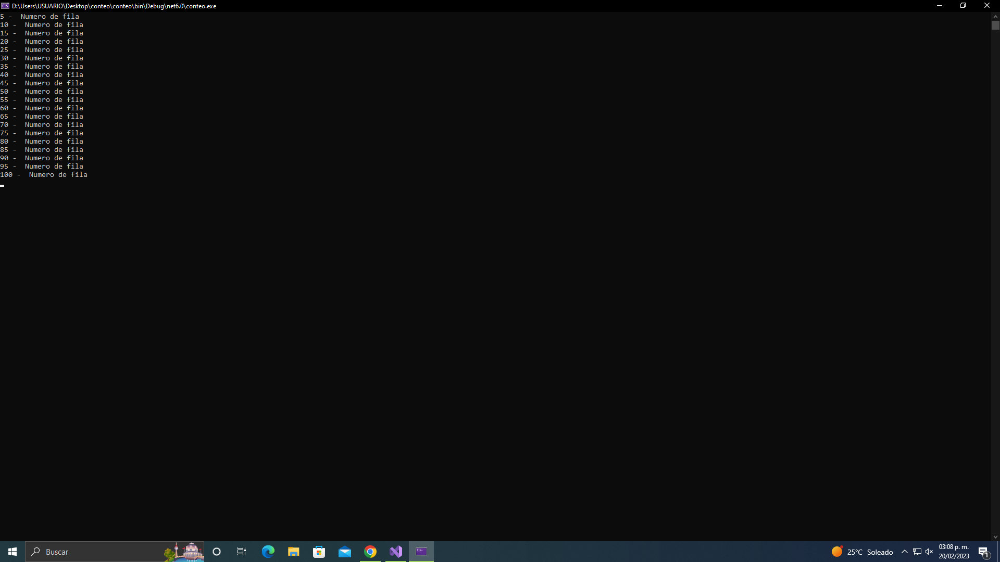 D:\Users\USUARIO\Desktop\conteo\conteo\bin\Debug\net6.0\conteo.exe
5 -  Numero de fila
10 -  Numero de fila
15 -  Numero de fila
20 -  Numero de fila
25 -  Numero de fila
30 -  Numero de fila
35 -  Numero de fila
40 -  Numero de fila
45 -  Numero de fila
50 -  Numero de fila
55 -  Numero de fila
60 -  Numero de fila
65 -  Numero de fila
70 -  Numero de fila
75 -  Numero de fila
80 -  Numero de fila
85 -  Numero de fila
90 -  Numero de fila
95 -  Numero de fila
100 -  Numero de fila
Buscar
25°C Soleado
03:08 p. m.
20/02/2023
1